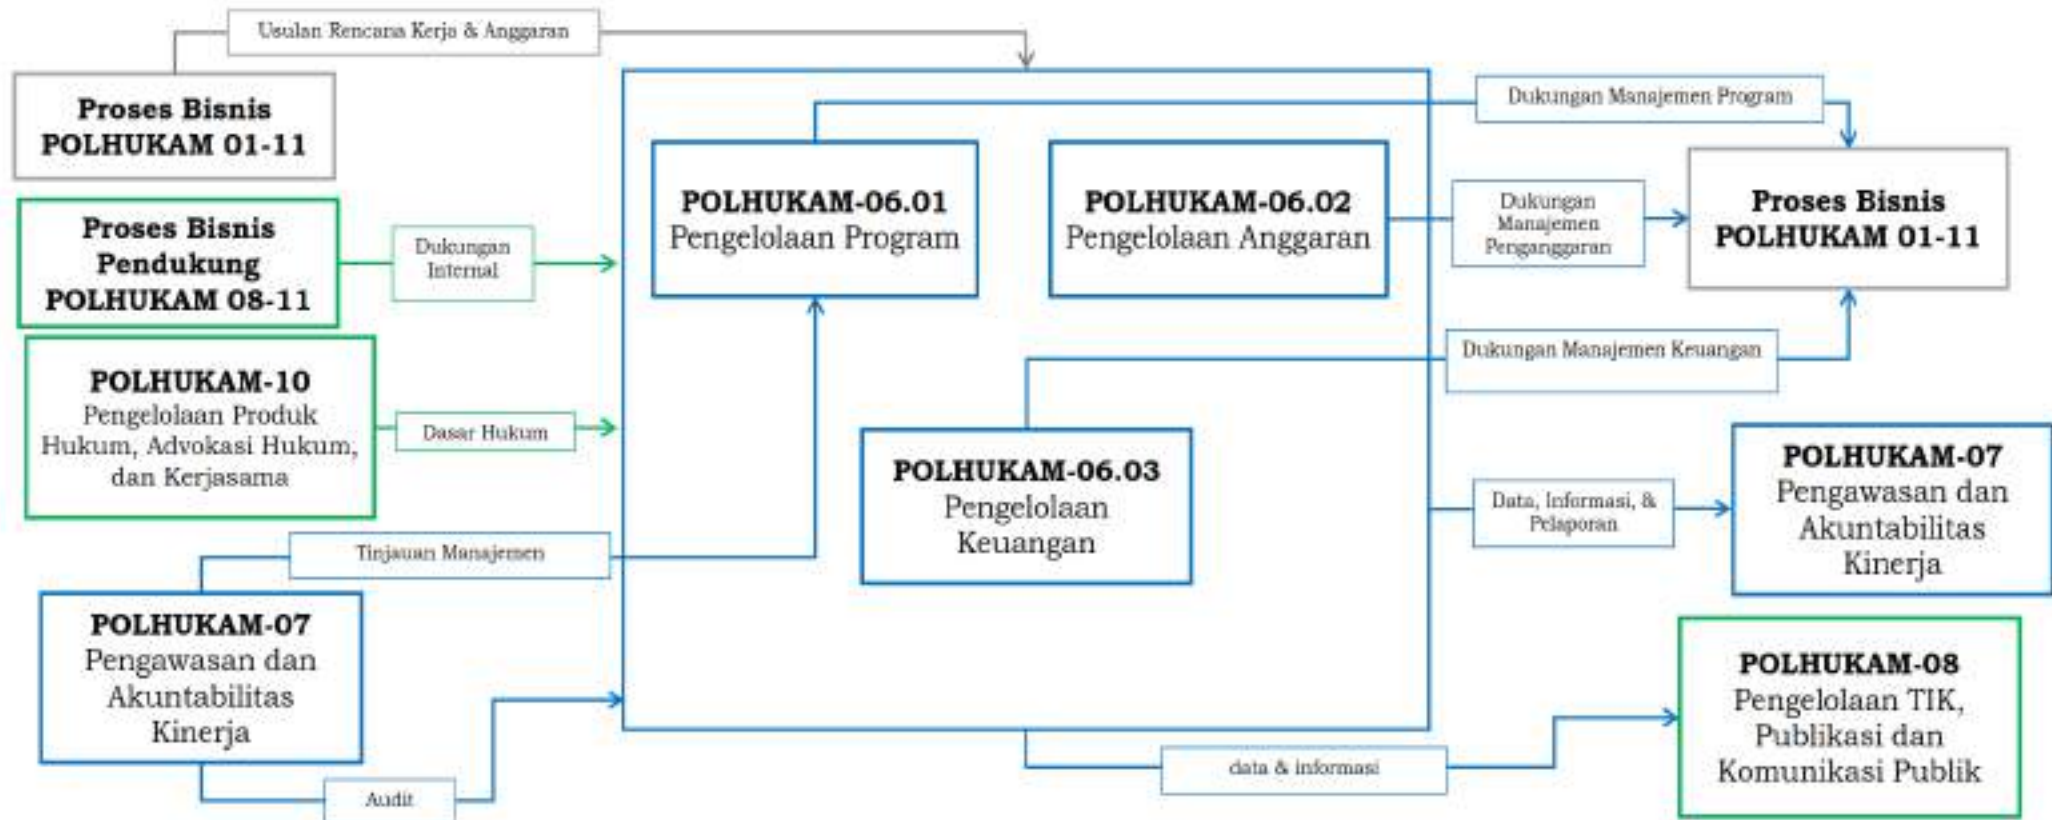 Usulan Rencana Kerja & Anggaran
Proses Bisnis
POLHUKAM 01-11
Proses Bisnis
Pendukung
POLHUKAM 08-11
Dukungan
Internal
POLHUKAM-10
Pengelolaan Produk
Hukum, Advokasi Hukum,
dan Kerjasama
Dasar Hukum
Tinjauan Manajemen
POLHUKAM-07
Pengawasan dan
Akuntabilitas
Kinerja
Audit
POLHUKAM-06.01
Pengelolaan Program
POLHUKAM-06.02
Pengelolaan Anggaran
POLHUKAM-06.03
Pengelolaan
Keuangan
Dukungan Manajemen Program
Dukungan
Manajemen
Penganggaran
Proses Bisnis
POLHUKAM 01-11
Dukungan Manajemen Keuangan
Data, Informasi, &
Pelaporan
POLHUKAM-07
Pengawasan dan
Akuntabilitas
Kinerja
data & informasi
POLHUKAM-08
Pengelolaan TIK,
Publikasi dan
Komunikasi Publik